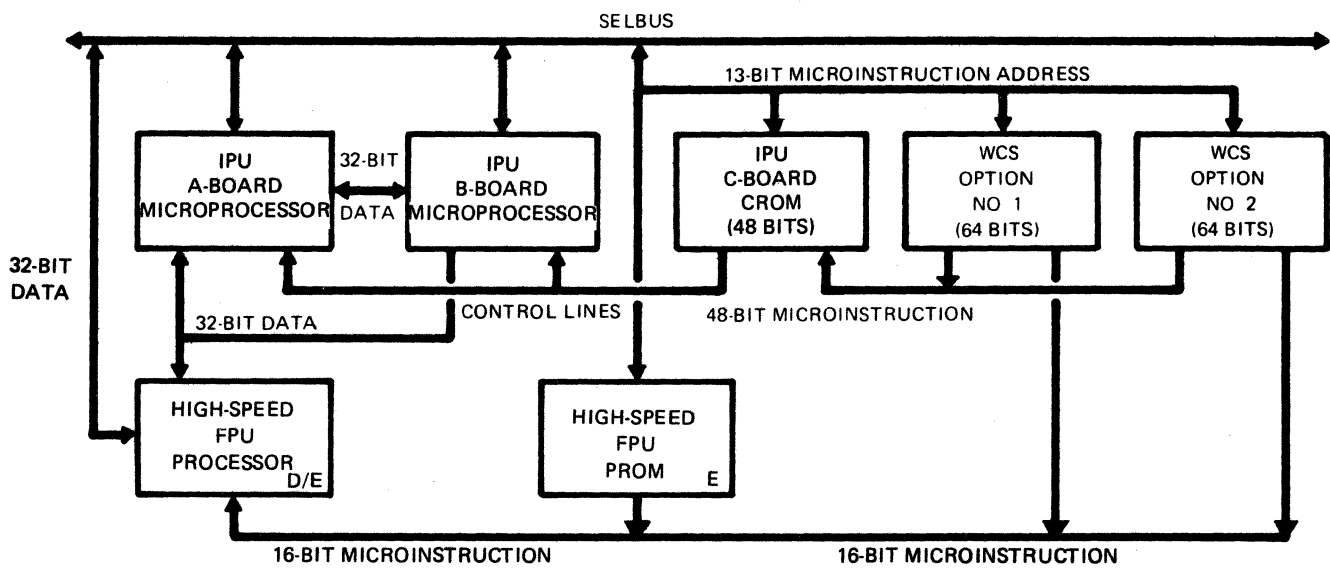 SELBUS
13-BIT MICROINSTRUCTION ADDRESS
IPU
A-BOARD
MICROPROCESSOR
32-BIT
DATA
IPU
B-BOARD
MICROPROCESSOR
IPU
C-BOARD
CROM
(48 BITS)
WCS
OPTION
NO 1
(64 BITS)
WCS
OPTION
NO 2
(64 BITS)
32-BIT
DATA
CONTROL LINES
48-BIT MICROINSTRUCTION
32-BIT DATA
HIGH-SPEED
FPU
PROCESSOR
D/E
HIGH-SPEED
FPU
PROM
E
16-BIT MICROINSTRUCTION
16-BIT MICROINSTRUCTION